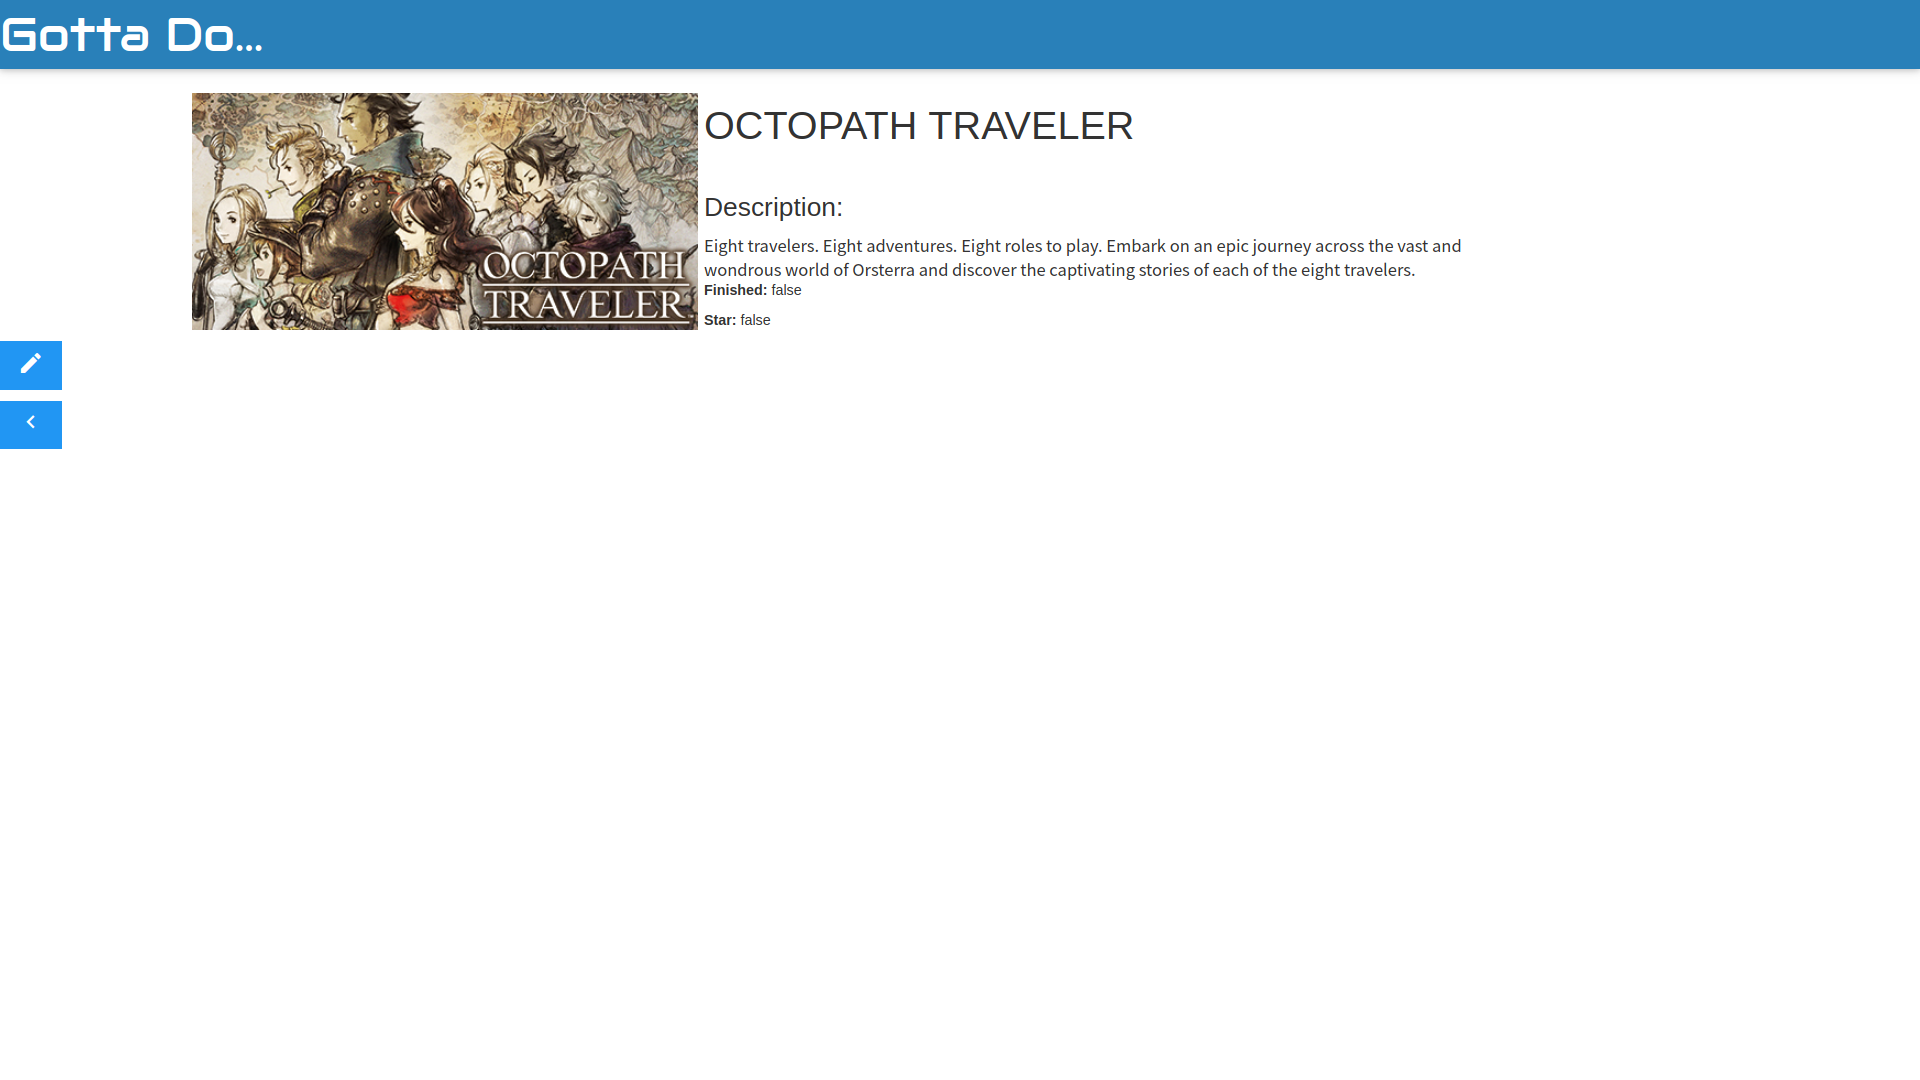 Gotta Do...
OCTOPATH TRAVELER
OCTOPATH
TRAVELER
Description:
Eight travelers. Eight adventures. Eight roles to play. Embark on an epic journey across the vast and
wondrous world of Orsterra and discover the captivating stories of each of the eight travelers.
Finished: false
Star: false